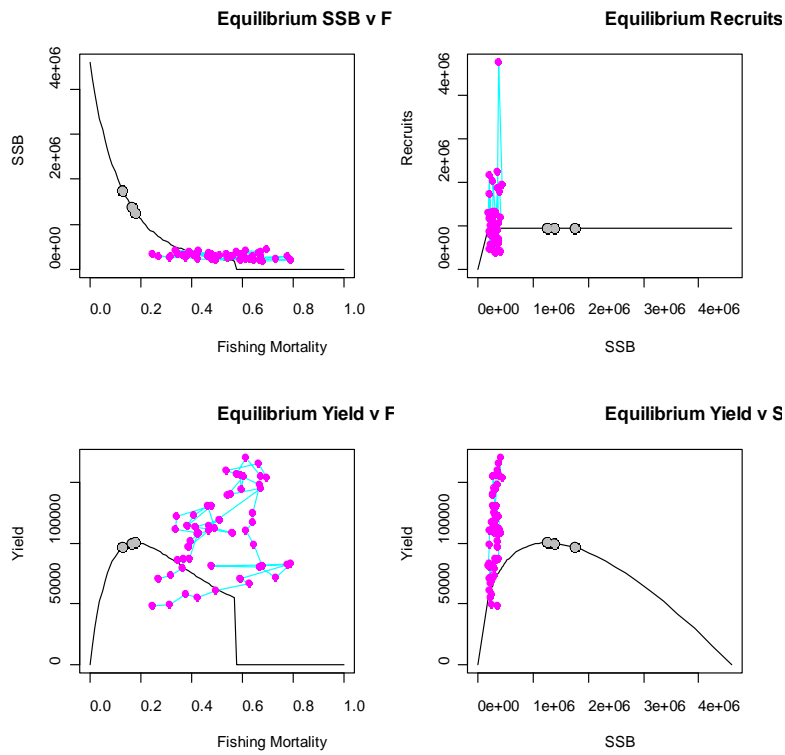 Equilibrium SSB v F
SSB
0e+00 2e+06 4e+06
0.0 0.2 0.4 0.6 0.8 1.0
Fishing Mortality
Equilibrium Recruits
Recruits
0e+00 2e+06 4e+06
0e+00 1e+06 2e+06 3e+06 4e+06
SSB
Equilibrium Yield v F
Yield
0 50000 100000
0.0 0.2 0.4 0.6 0.8 1.0
Fishing Mortality
Equilibrium Yield v S
Yield
0 50000 100000
0e+00 1e+06 2e+06 3e+06 4e+06
SSB